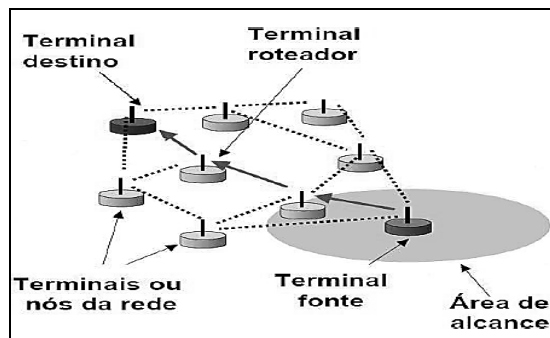 Terminal
destino
Terminal
roteador
Terminais ou
nós da rede
Terminal
fonte
Área de
alcance